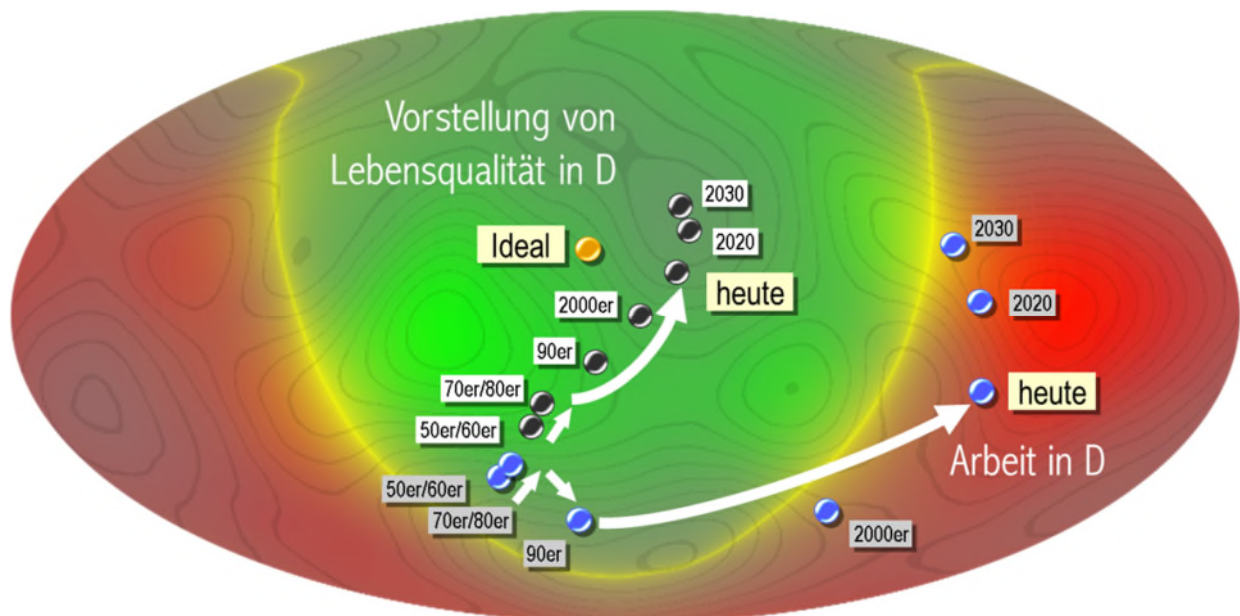 Vorstellung von
Lebensqualität in D
2030
2020
Ideal
heute
2000er
90er
70er/80er
50er/60er
2030
2020
heute
Arbeit in D
50er/60er
70er/80er
90er
2000er